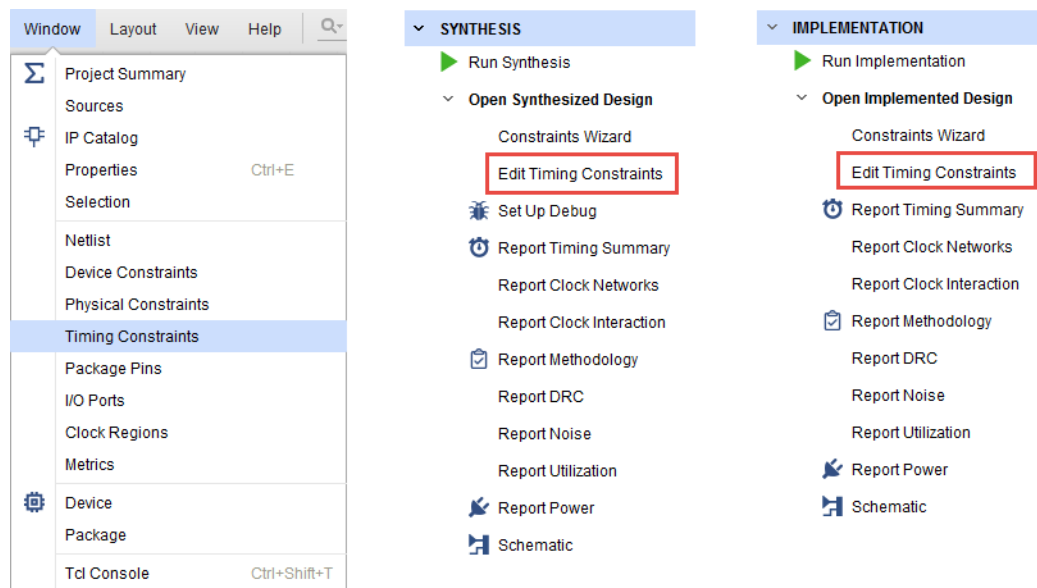 Window Layout View Help
Project Summary
Sources
IP Catalog
Properties Ctrl+E
Selection
Netlist
Device Constraints
Physical Constraints
Timing Constraints
Package Pins
I/O Ports
Clock Regions
Metrics
Device
Package
Tcl Console Ctrl+Shift+T
SYNTHESIS
Run Synthesis
Open Synthesized Design
Constraints Wizard
Edit Timing Constraints
Set Up Debug
Report Timing Summary
Report Clock Networks
Report Clock Interaction
Report Methodology
Report DRC
Report Noise
Report Utilization
Report Power
Schematic
IMPLEMENTATION
Run Implementation
Open Implemented Design
Constraints Wizard
Edit Timing Constraints
Report Timing Summary
Report Clock Networks
Report Clock Interaction
Report Methodology
Report DRC
Report Noise
Report Utilization
Report Power
Schematic